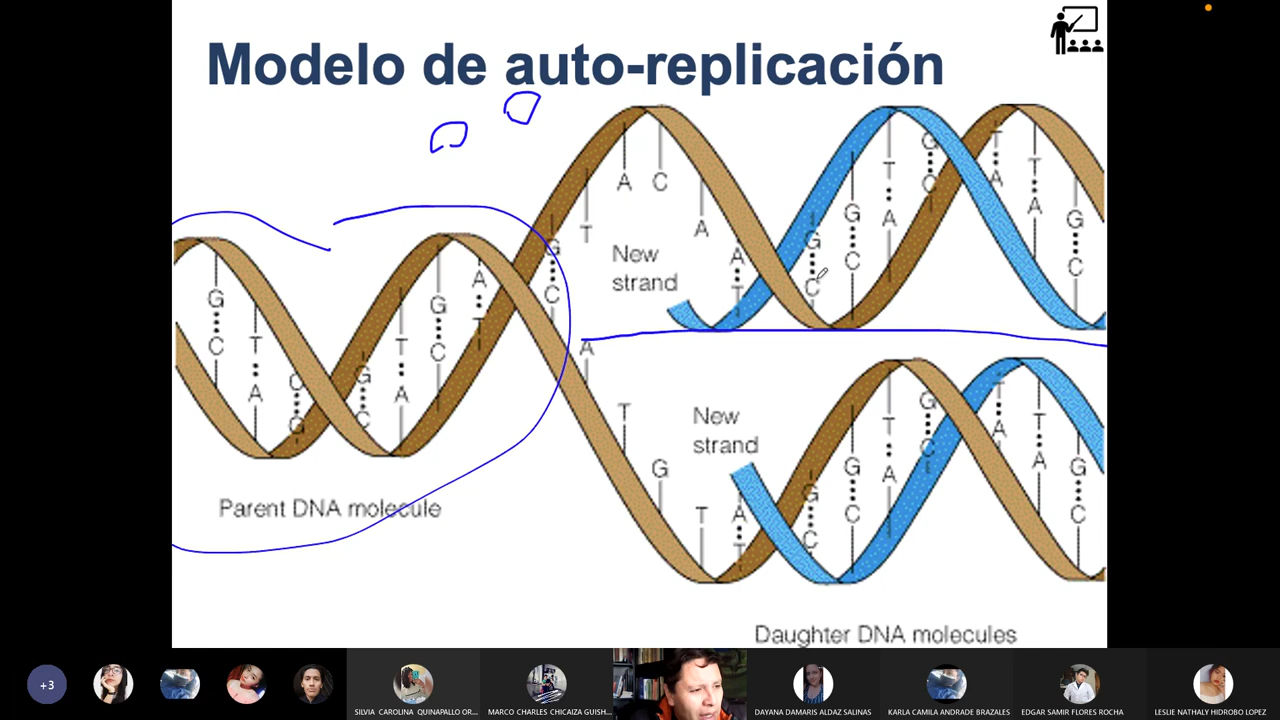 Modelo de auto-replicación
A C
T
A
G
C
New
strand
A
T
G
C
G
C
T
A
G
C
T
A
T
A
G
C
G
C
T
A
C
G
G
C
T
A
G
C
A
T
A
T
G
T
New
strand
A
T
G
C
G
C
T
A
G
C
T
A
T
A
G
C
Parent DNA molecule
Daughter DNA molecules
+3
SILVIA CAROLINA QUINAPALLO OR...
MARCO CHARLES CHICAIZA GUISH...
DAYANA DAMARIS ALDAZ SALINAS
KARLA CAMILA ANDRADE BRAZALES
EDGAR SAMIR FLORES ROCHA
LESLIE NATHALY HIDROBO LOPEZ